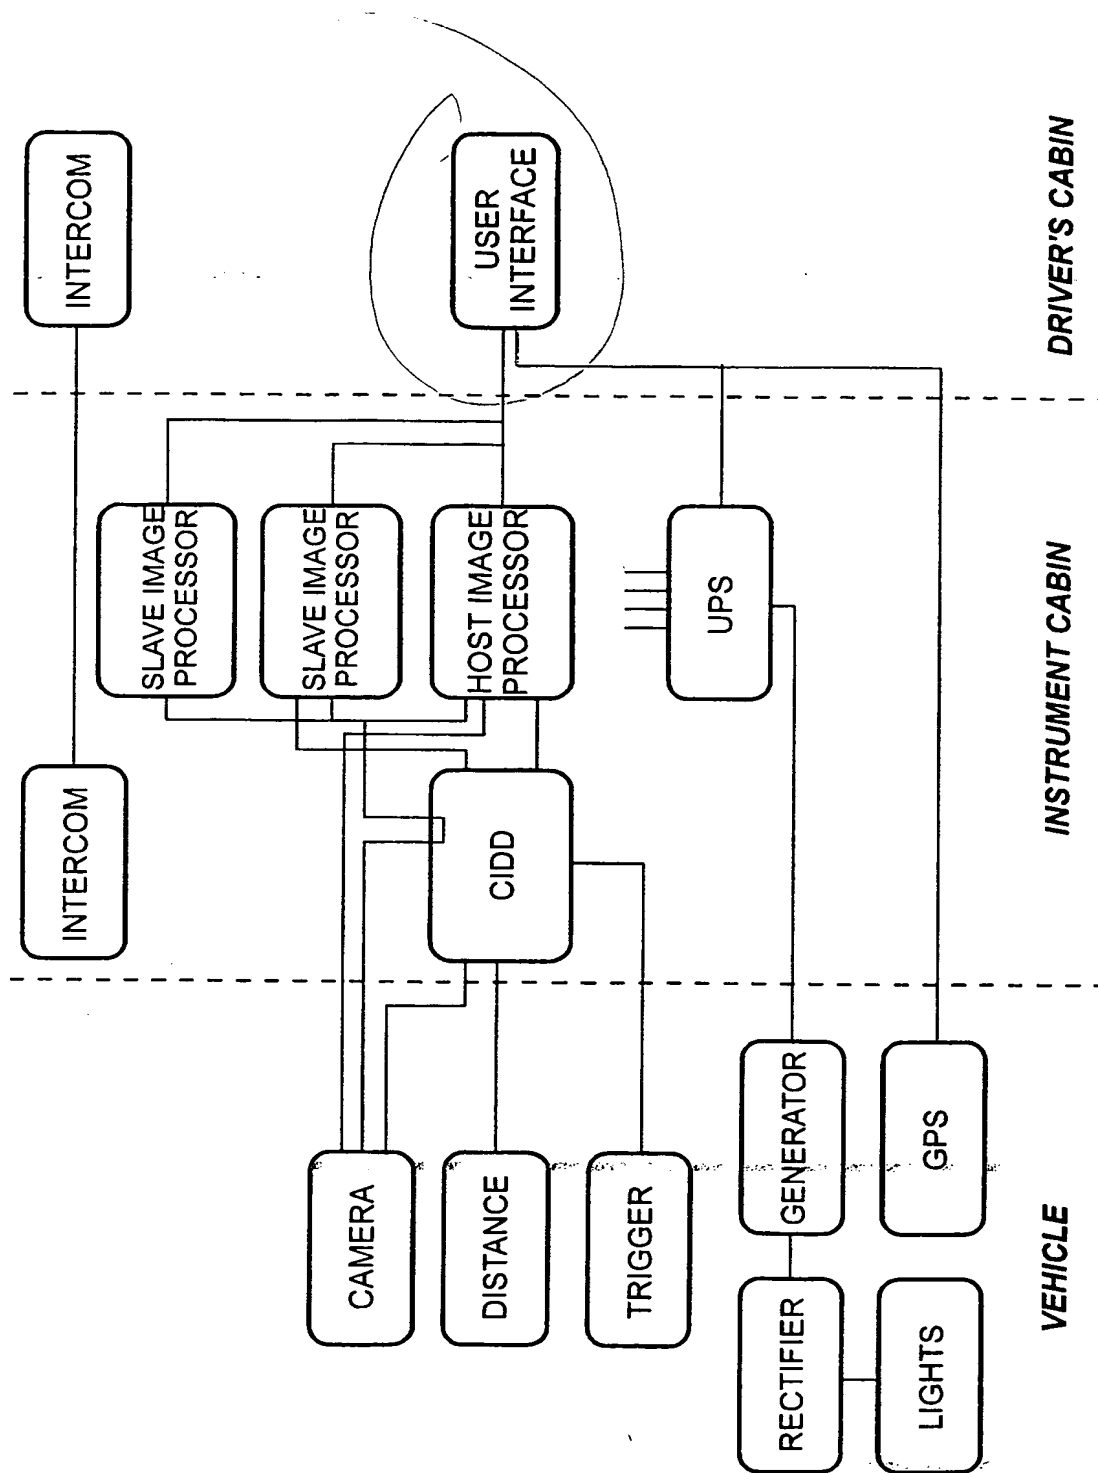 INTERCOM
INTERCOM
SLAVE IMAGE
PROCESSOR
SLAVE IMAGE
PROCESSOR
HOST IMAGE
PROCESSOR
USER
INTERFACE
CAMERA
DISTANCE
CIDD
TRIGGER
UPS
RECTIFIER
GENERATOR
LIGHTS
GPS
VEHICLE
INSTRUMENT CABIN
DRIVER'S CABIN